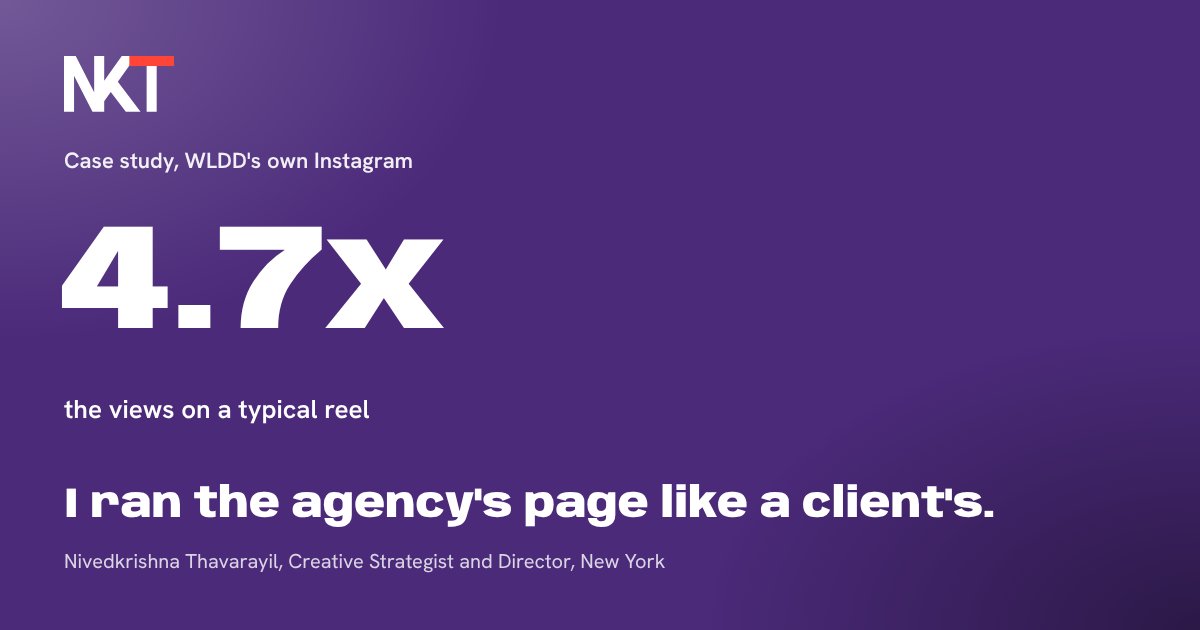 NKT
Case study, WLDD's own Instagram
4.7x
the views on a typical reel
I ran the agency's page like a client's.
Nivedkrishna Thavarayil, Creative Strategist and Director, New York